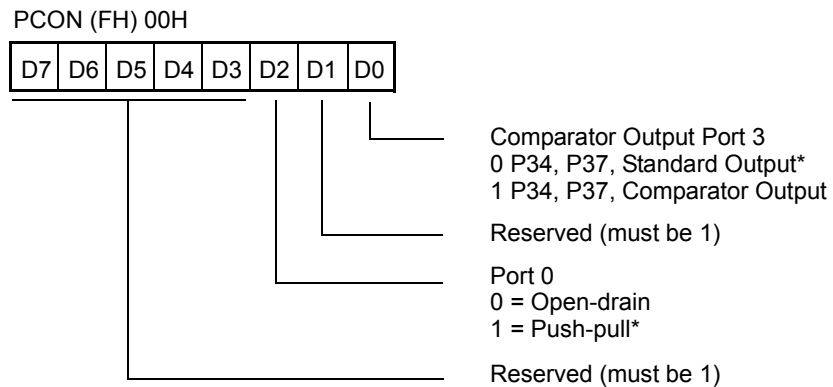 PCON (FH) 00H
D7 D6 D5 D4 D3 D2 D1 D0
Comparator Output Port 3
0 P34, P37, Standard Output*
1 P34, P37, Comparator Output
Reserved (must be 1)
Port 0
0 = Open-drain
1 = Push-pull*
Reserved (must be 1)